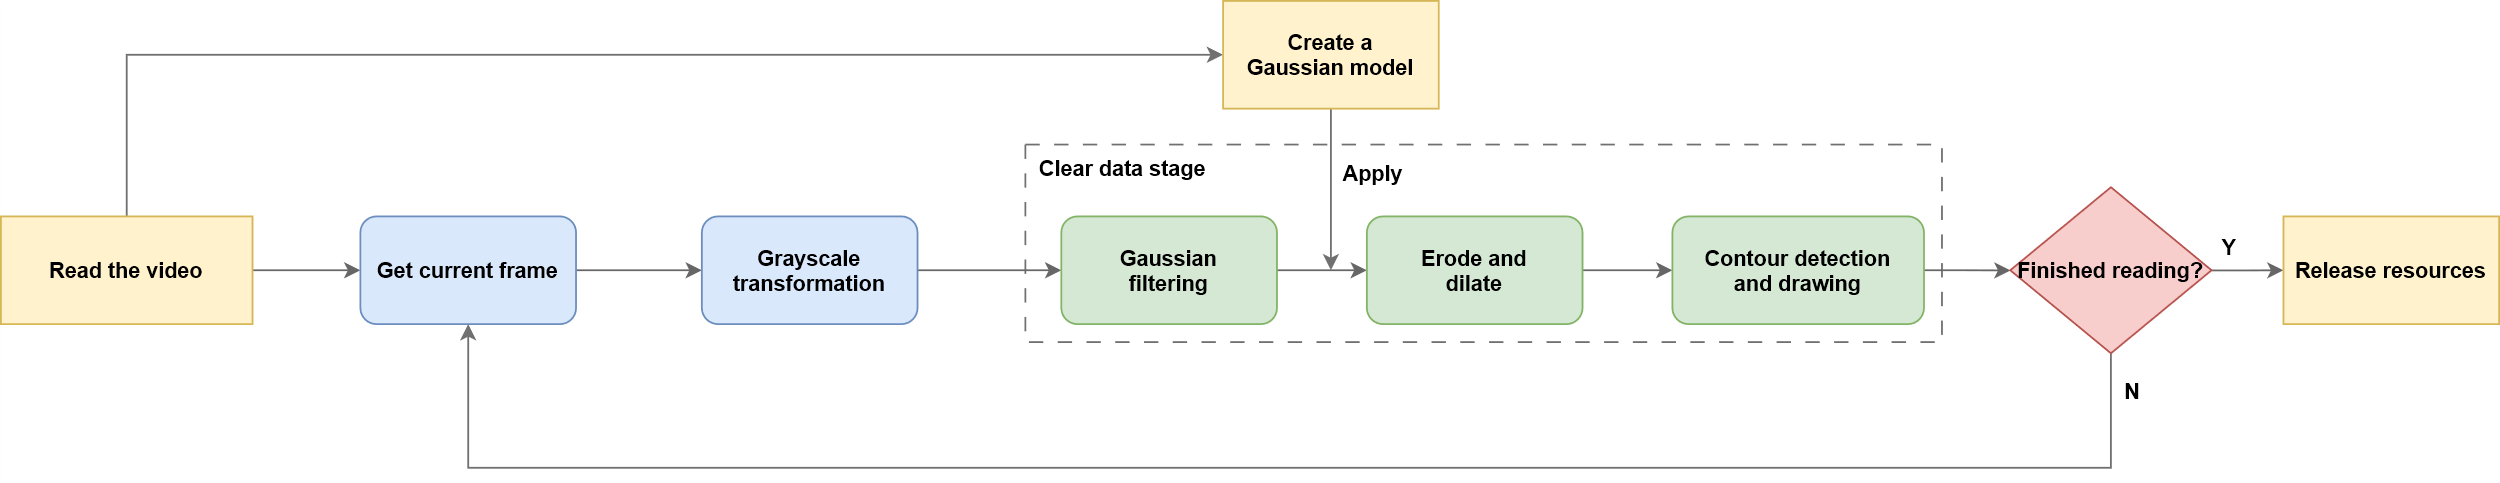 Create a
Gaussian model
Clear data stage
Apply
Read the video
Get current frame
Grayscale
transformation
Gaussian
filtering
Erode and
dilate
Contour detection
and drawing
Finished reading?
Y
Release resources
N